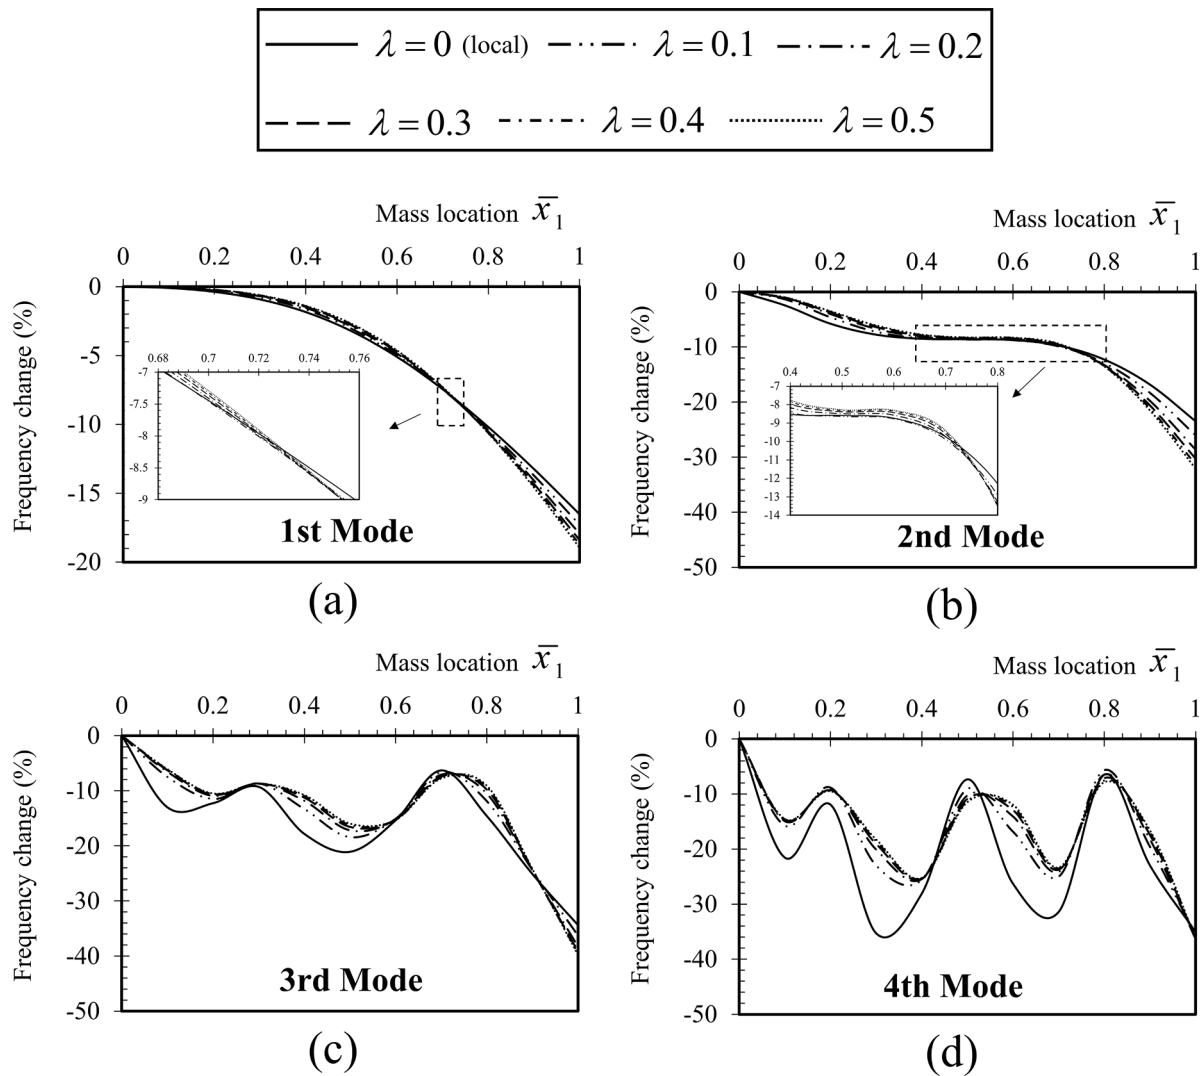 λ = 0 (local) λ = 0.1 λ = 0.2
λ = 0.3 λ = 0.4 λ = 0.5
Mass location x̄₁
0 0.2 0.4 0.6 0.8 1
Frequency change (%)
0
-5
-10
-15
-20
0.68 0.7 0.72 0.74 0.76
-7
-7.5
-8
-8.5
-9
1st Mode
(a)
Mass location x̄₁
0 0.2 0.4 0.6 0.8 1
Frequency change (%)
0
-10
-20
-30
-40
-50
0.4 0.5 0.6 0.7 0.8
-7
-8
-9
-10
-11
-12
-13
-14
2nd Mode
(b)
Mass location x̄₁
0 0.2 0.4 0.6 0.8 1
Frequency change (%)
0
-10
-20
-30
-40
-50
3rd Mode
(c)
Mass location x̄₁
0 0.2 0.4 0.6 0.8 1
Frequency change (%)
0
-10
-20
-30
-40
-50
4th Mode
(d)